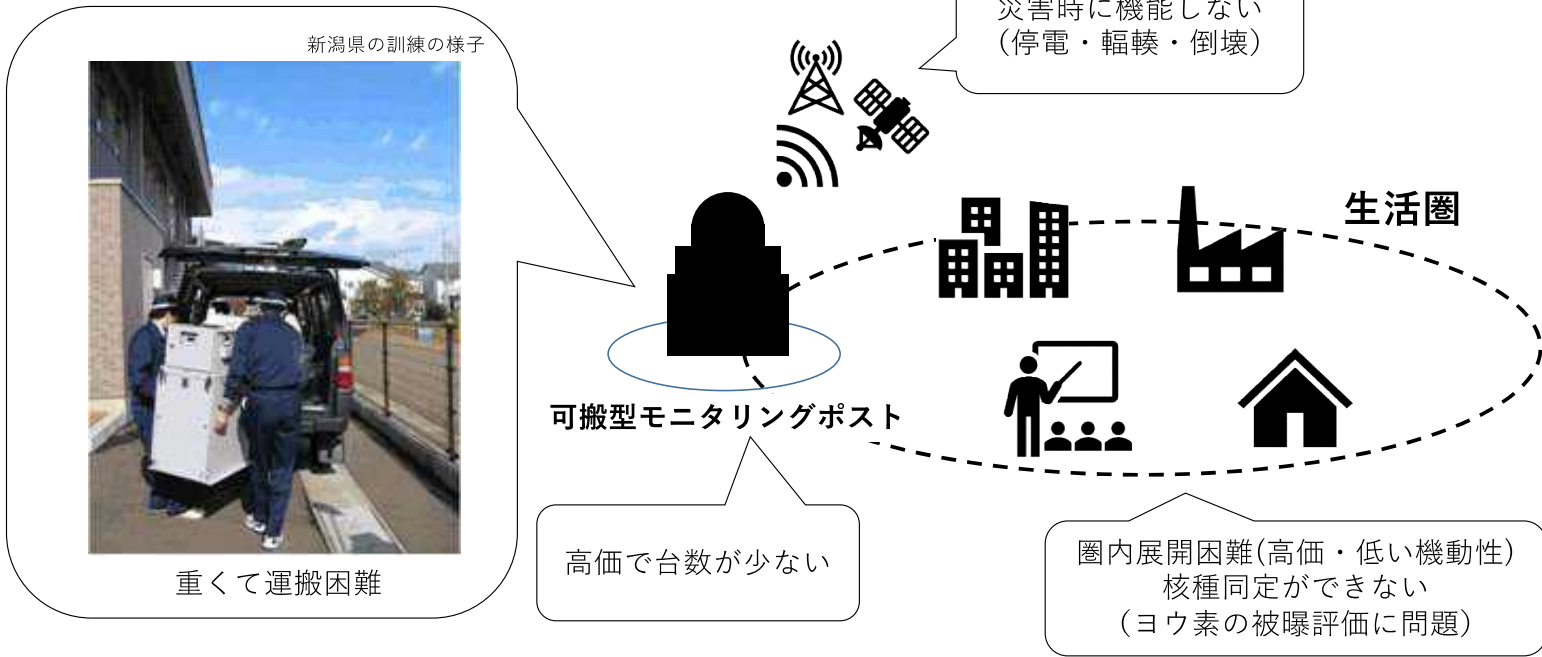 新潟県の訓練の様子
重くて運搬困難
災害時に機能しない
(停電・輻輳・倒壊)
生活圏
可搬型モニタリングポスト
高価で台数が少ない
圏内展開困難(高価・低い機動性)
核種同定ができない
(ヨウ素の被曝評価に問題)